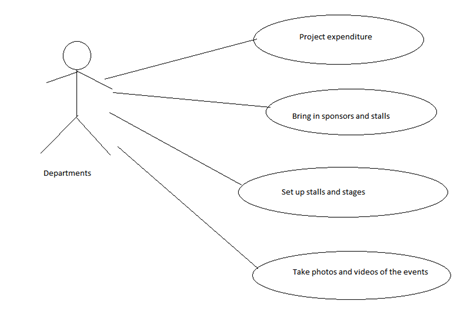 Project expenditure
Bring in sponsors and stalls
Departments
Set up stalls and stages
Take photos and videos of the events